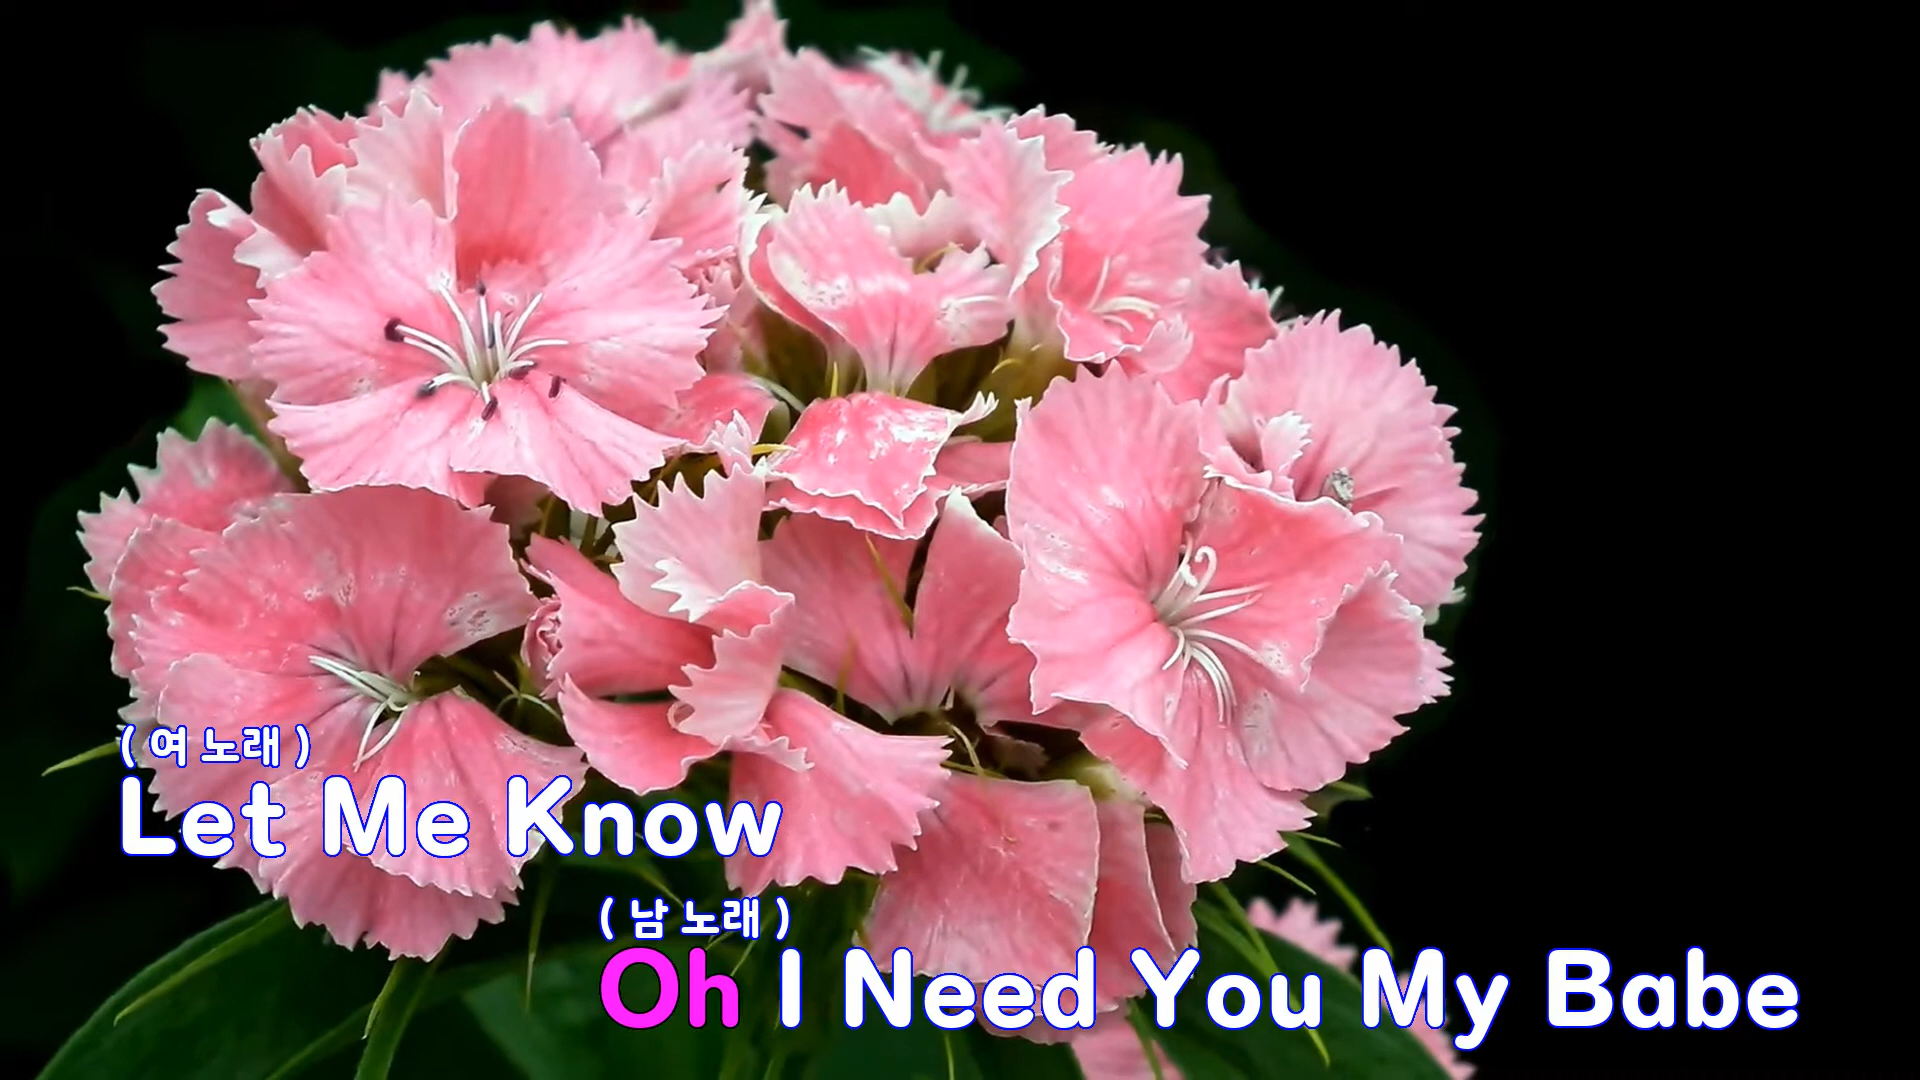 ( 여 노래 )
Let Me Know
( 남 노래 )
Oh I Need You My Babe